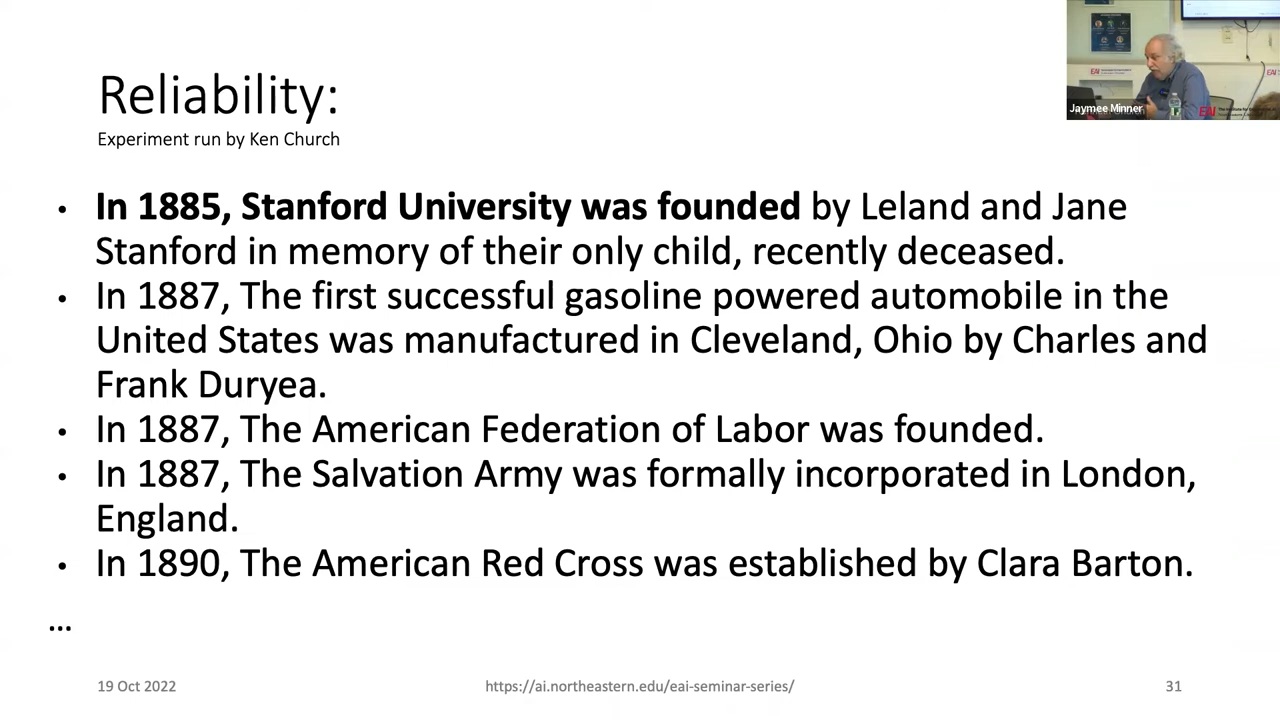 Reliability:
Experiment run by Ken Church
• In 1885, Stanford University was founded by Leland and Jane
Stanford in memory of their only child, recently deceased.
• In 1887, The first successful gasoline powered automobile in the
United States was manufactured in Cleveland, Ohio by Charles and
Frank Duryea.
• In 1887, The American Federation of Labor was founded.
• In 1887, The Salvation Army was formally incorporated in London,
England.
• In 1890, The American Red Cross was established by Clara Barton.
...
19 Oct 2022
https://ai.northeastern.edu/eai-seminar-series/
31
EAI
EAI
Jaymee Minner
EAI